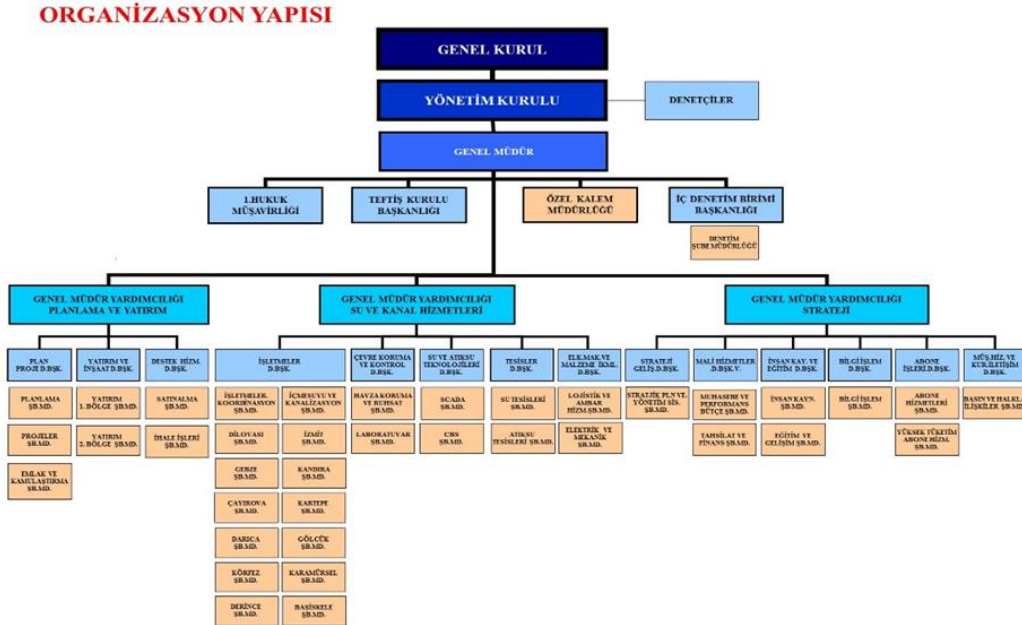 ORGANİZASYON YAPISI
GENEL KURUL
YÖNETİM KURULU
DENETÇİLER
GENEL MÜDÜR
1.HUKUK
MÜŞAVİRLİĞİ
TEFTİŞ KURULU
BAŞKANLIĞI
ÖZEL KALEM
MÜDÜRLÜĞÜ
İÇ DENETİM BİRİMİ
BAŞKANLIĞI
DENETİM
ŞUBE MÜDÜRLÜĞÜ
GENEL MÜDÜR YARDIMCILIĞI
PLANLAMA VE YATIRIM
GENEL MÜDÜR YARDIMCILIĞI
SU VE KANAL HİZMETLERİ
GENEL MÜDÜR YARDIMCILIĞI
STRATEJİ
PLAN
PROJE D.BŞK.
YATIRIM VE
İNŞAAT D.BŞK.
DESTEK HİZM.
D.BŞK.
İŞLETMELER
D.BŞK.
ÇEVRE KORUMA
VE KONTROL
D.BŞK.
SU VE ATIKSU
TEKNOLOJİLERİ
D.BŞK.
TESİSLER
D.BŞK.
ELK.MAK.VE
MALZEME İKML.
D.BŞK.
STRATEJİ
GELİŞ.D.BŞK.
MALİ HİZMETLER
.D.BŞK.V.
İNSAN KAY. VE
EĞİTİM D.BŞK.
BİLGİ İŞLEM
D.BŞK.
ABONE
İŞLERİ.D.BŞK.
MÜŞ.HİZ. VE
KUR.İLETİŞİM
D.BŞK.
PLANLAMA
ŞB.MD.
PROJELER
ŞB.MD.
EMLAK VE
KAMULAŞTIRMA
ŞB.MD.
YATIRIM
1. BÖLGE ŞB.MD.
YATIRIM
2. BÖLGE ŞB.MD.
SATINALMA
ŞB.MD.
İHALE İŞLERİ
ŞB.MD.
İŞLETMELER.
KOORDİNASYON
ŞB.MD.
DİLOVASI
ŞB.MD.
GEBZE
ŞB.MD.
ÇAYIROVA
ŞB.MD.
DARICA
ŞB.MD.
KÖRFEZ
ŞB.MD.
DERİNCE
ŞB.MD.
İÇMESUYU VE
KANALİZASYON
ŞB.MD.
İZMİT
ŞB.MD.
KANDIRA
ŞB.MD.
KARTEPE
ŞB.MD.
GÖLCÜK
ŞB.MD.
KARAMÜRSEL
ŞB.MD.
BAŞİSKELE
ŞB.MD.
HAVZA KORUMA
VE RUHSAT
ŞB.MD.
LABORATUVAR
ŞB.MD.
SCADA
ŞB.MD.
CBS
ŞB.MD.
SU TESİSLERİ
ŞB.MD.
ATIKSU
TESİSLERİ ŞB.MD.
LOJİSTİK VE
AMBAR
HİZM.ŞB.MD.
ELEKTRİK VE
MEKANİK
ŞB.MD.
STRATEJİK PLN VE.
YÖNETİM SİS.
ŞB.MD.
MUHASEBE VE
PERFORMANS
BÜTÇE ŞB.MD.
TAHSİLAT VE
FİNANS ŞB.MD.
İNSAN KAYN.
ŞB.MD.
EĞİTİM VE
GELİŞİM ŞB.MD.
BİLGİ İŞLEM
ŞB.MD.
ABONE
HİZMETLERİ
ŞB.MD.
YÜKSEK TÜKETİM
ABONE HİZM.
ŞB.MD.
BASIN VE HALKLA
İLİŞKİLER ŞB.MD.